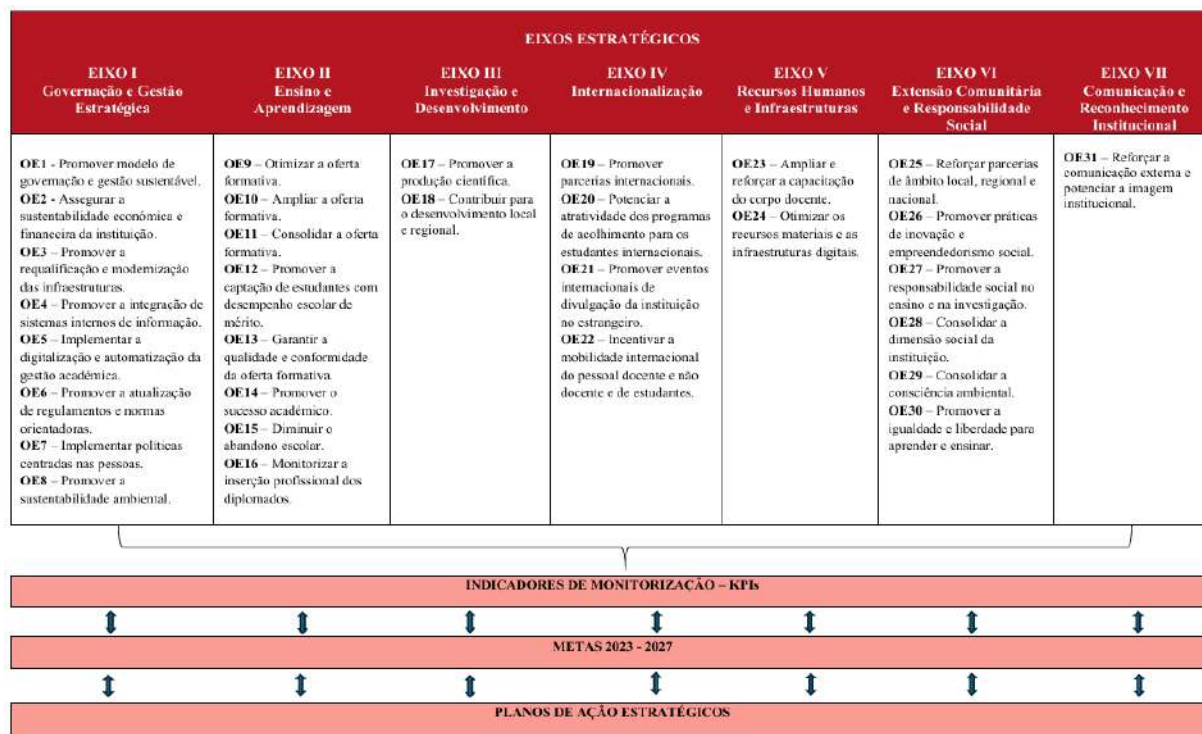 EIXOS ESTRATÉGICOS
EIXO I
Governação e Gestão
Estratégica
EIXO II
Ensino e
Aprendizagem
EIXO III
Investigação e
Desenvolvimento
EIXO IV
Internacionalização
EIXO V
Recursos Humanos
e Infraestruturas
EIXO VI
Extensão Comunitária
e Responsabilidade
Social
EIXO VII
Comunicação e
Reconhecimento
Institucional
OE1 - Promover modelo de
governação e gestão sustentável.
OE2 - Assegurar a
sustentabilidade económica e
financeira da instituição.
OE3 – Promover a
requalificação e modernização
das infraestruturas.
OE4 – Promover a integração de
sistemas internos de informação.
OE5 – Implementar a
digitalização e automatização da
gestão académica.
OE6 – Promover a atualização
de regulamentos e normas
orientadoras.
OE7 – Implementar políticas
centradas nas pessoas.
OE8 – Promover a
sustentabilidade ambiental.
OE9 – Otimizar a oferta
formativa.
OE10 – Ampliar a oferta
formativa.
OE11 – Consolidar a oferta
formativa.
OE12 – Promover a
captação de estudantes com
desempenho escolar de
mérito.
OE13 – Garantir a
qualidade e conformidade
da oferta formativa.
OE14 – Promover o
sucesso académico.
OE15 – Diminuir o
abandono escolar.
OE16 – Monitorizar a
inserção profissional dos
diplomados.
OE17 – Promover a
produção científica.
OE18 – Contribuir para
o desenvolvimento local
e regional.
OE19 – Promover
parcerias internacionais.
OE20 – Potenciar a
atratividade dos programas
de acolhimento para os
estudantes internacionais.
OE21 – Promover eventos
internacionais de
divulgação da instituição
no estrangeiro.
OE22 – Incentivar a
mobilidade internacional
do pessoal docente e não
docente e de estudantes.
OE23 – Ampliar e
reforçar a capacitação
do corpo docente.
OE24 – Otimizar os
recursos materiais e as
infraestruturas digitais.
OE25 – Reforçar parcerias
de âmbito local, regional e
nacional.
OE26 – Promover práticas
de inovação e
empreendedorismo social.
OE27 – Promover a
responsabilidade social no
ensino e na investigação.
OE28 – Consolidar a
dimensão social da
instituição.
OE29 – Consolidar a
consciência ambiental.
OE30 – Promover a
igualdade e liberdade para
aprender e ensinar.
OE31 – Reforçar a
comunicação externa e
potenciar a imagem
institucional.
INDICADORES DE MONITORIZAÇÃO – KPIs
METAS 2023 - 2027
PLANOS DE AÇÃO ESTRATÉGICOS